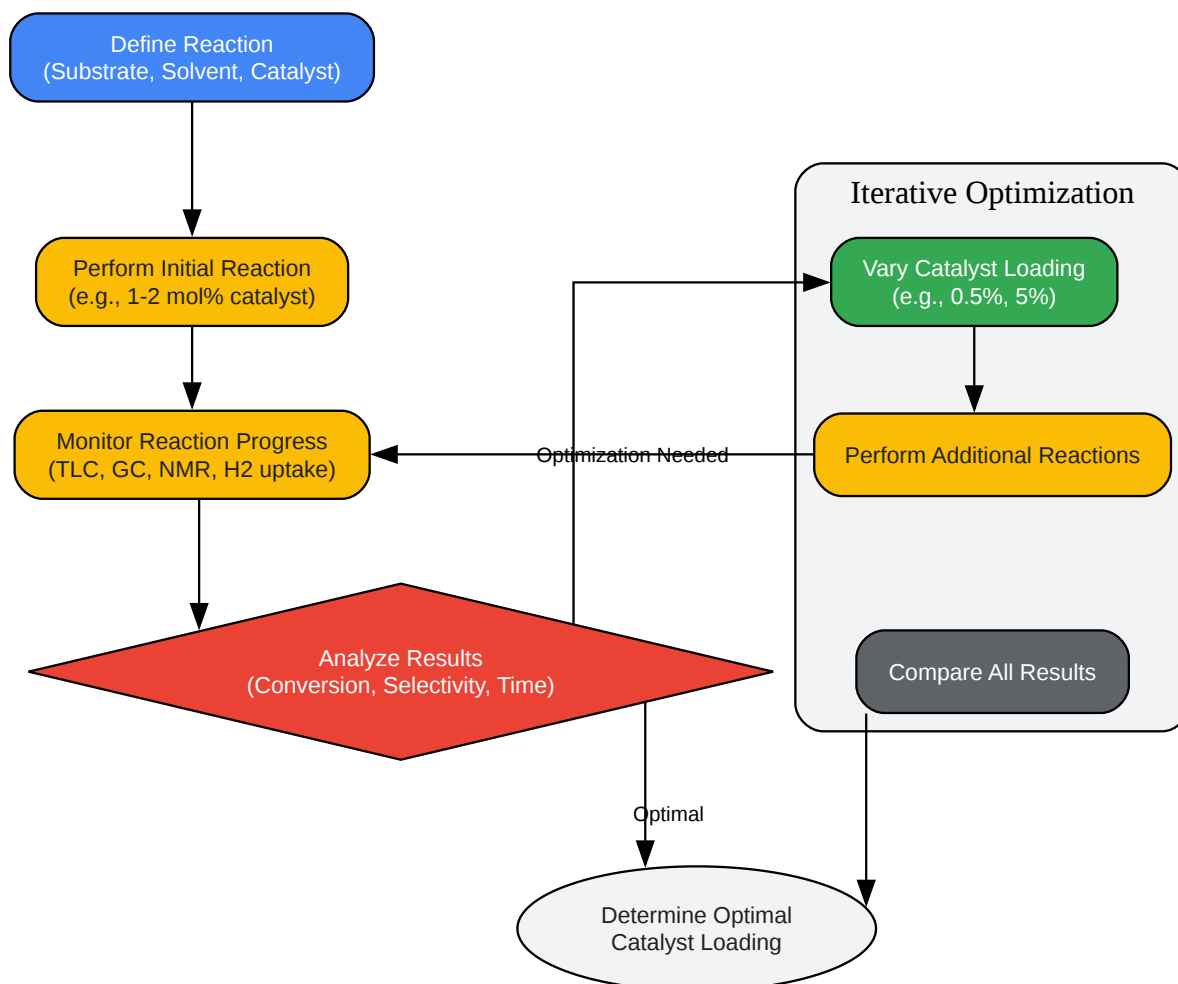 Define Reaction
(Substrate, Solvent, Catalyst)
Iterative Optimization
Perform Initial Reaction
(e.g., 1-2 mol% catalyst)
Vary Catalyst Loading
(e.g., 0.5%, 5%)
Monitor Reaction Progress
(TLC, GC, NMR, H2 uptake)
Optimization Needed
Perform Additional Reactions
Analyze Results
(Conversion, Selectivity, Time)
Compare All Results
Optimal
Determine Optimal
Catalyst Loading